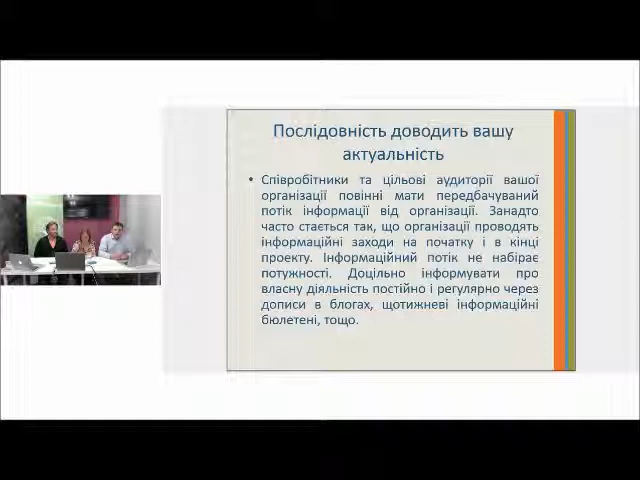 Послідовність доводить вашу
актуальність
• Співробітники та цільові аудиторії вашої
організації повинні мати передбачуваний
потік інформації від організації. Занадто
часто стається так, що організації проводять
інформаційні заходи на початку і в кінці
проекту. Інформаційний потік не набирає
потужності. Доцільно інформувати про
власну діяльність постійно і регулярно через
дописи в блогах, щотижневі інформаційні
бюлетені, тощо.